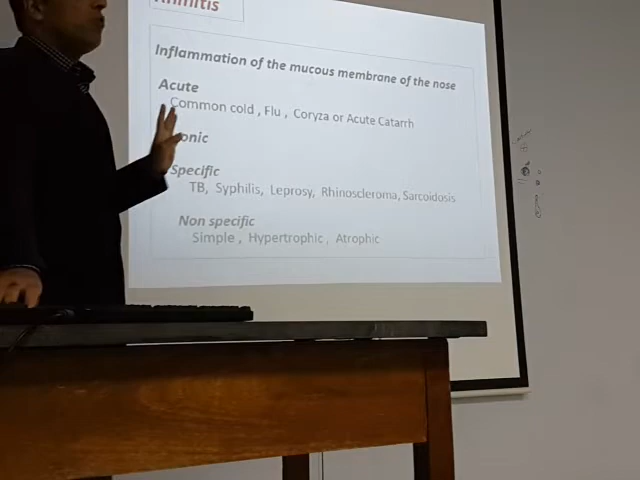 Rhinitis
Inflammation of the mucous membrane of the nose
Acute
Common cold , Flu , Coryza or Acute Catarrh
Specific
TB, Syphilis, Leprosy, Rhinoscleroma, Sarcoidosis
Non specific
Simple , Hypertrophic , Atrophic